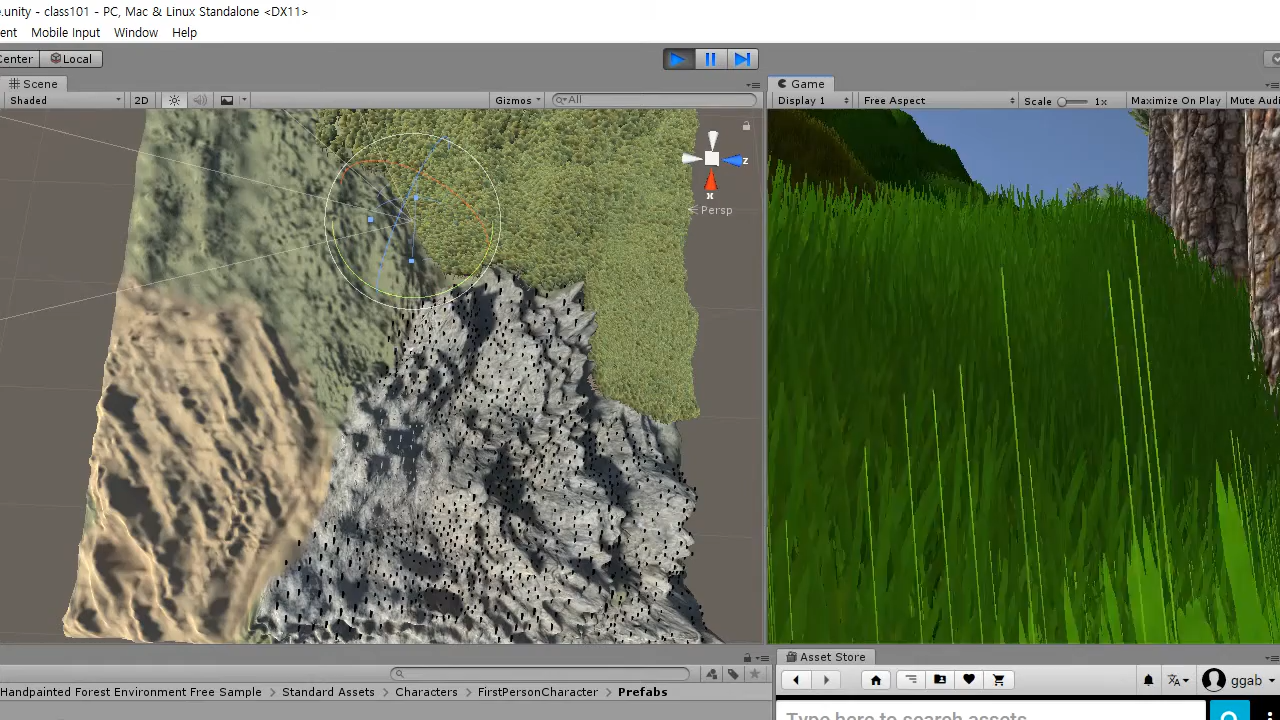 .unity - class101 - PC, Mac & Linux Standalone <DX11>
ent Mobile Input Window Help
Center Local
Scene
Game
Shaded 2D Gizmos All
Display 1 Free Aspect Scale 1x Maximize On Play Mute Audi
z
x
Persp
Asset Store
Handpainted Forest Environment Free Sample > Standard Assets > Characters > FirstPersonCharacter > Prefabs
ggab
Type here to search assets